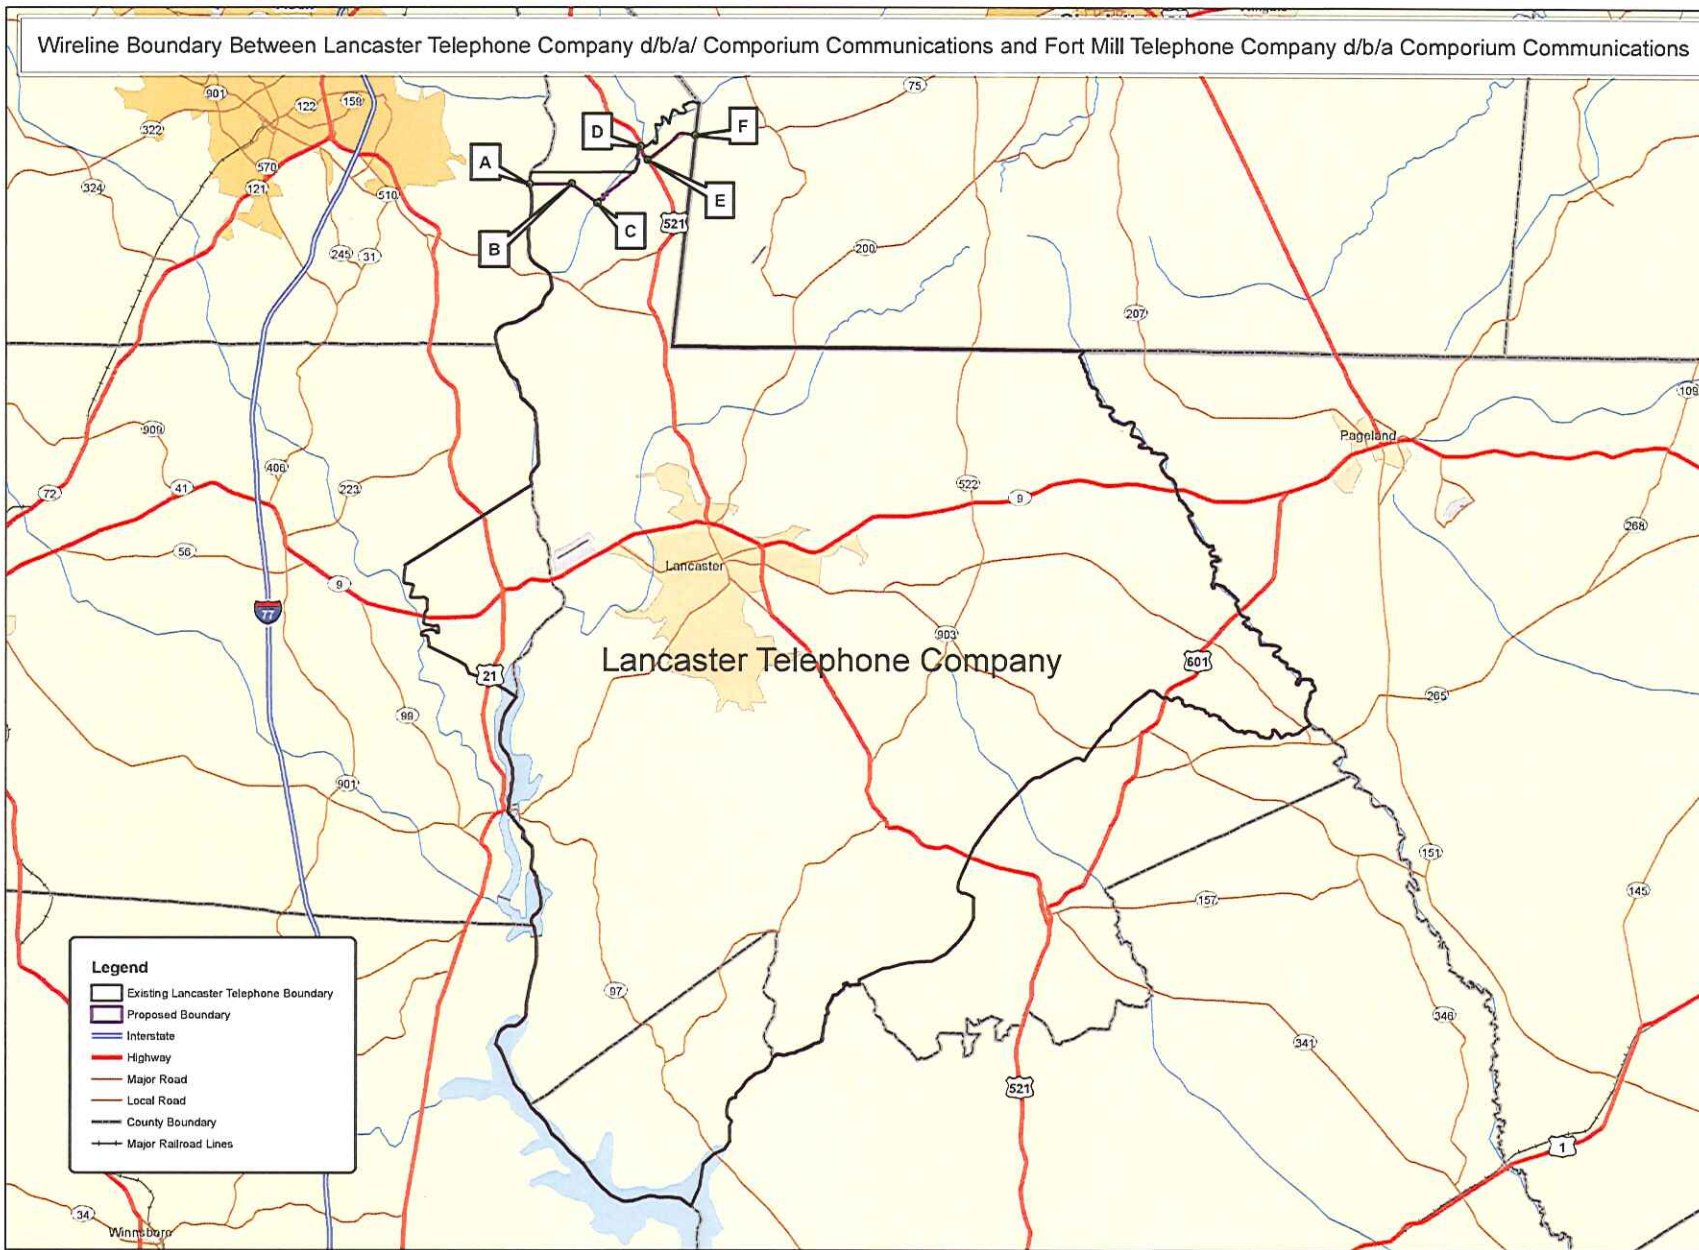 Wireline Boundary Between Lancaster Telephone Company d/b/a/ Comporium Communications and Fort Mill Telephone Company d/b/a Comporium Communications
901
122
159
75
322
D
F
A
570
324
121
510
E
B
C
521
245
31
200
207
109
909
Pageland
406
72
41
223
522
9
268
56
Lancaster
9
77
903
Lancaster Telephone Company
601
21
265
99
901
151
157
145
Legend
Existing Lancaster Telephone Boundary
Proposed Boundary
Interstate
Highway
Major Road
Local Road
County Boundary
Major Railroad Lines
97
346
341
521
1
34
Winnsboro